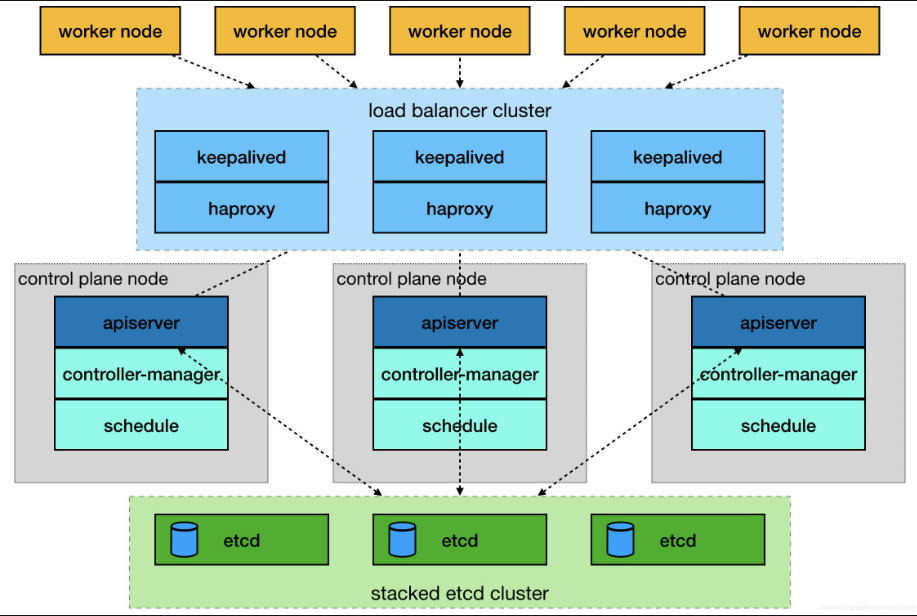 worker node
worker node
worker node
worker node
worker node
load balancer cluster
keepalived
keepalived
keepalived
haproxy
haproxy
haproxy
control plane node
control plane node
control plane node
apiserver
apiserver
apiserver
controller-manager
controller-manager
controller-manager
schedule
schedule
schedule
etcd
etcd
etcd
stacked etcd cluster